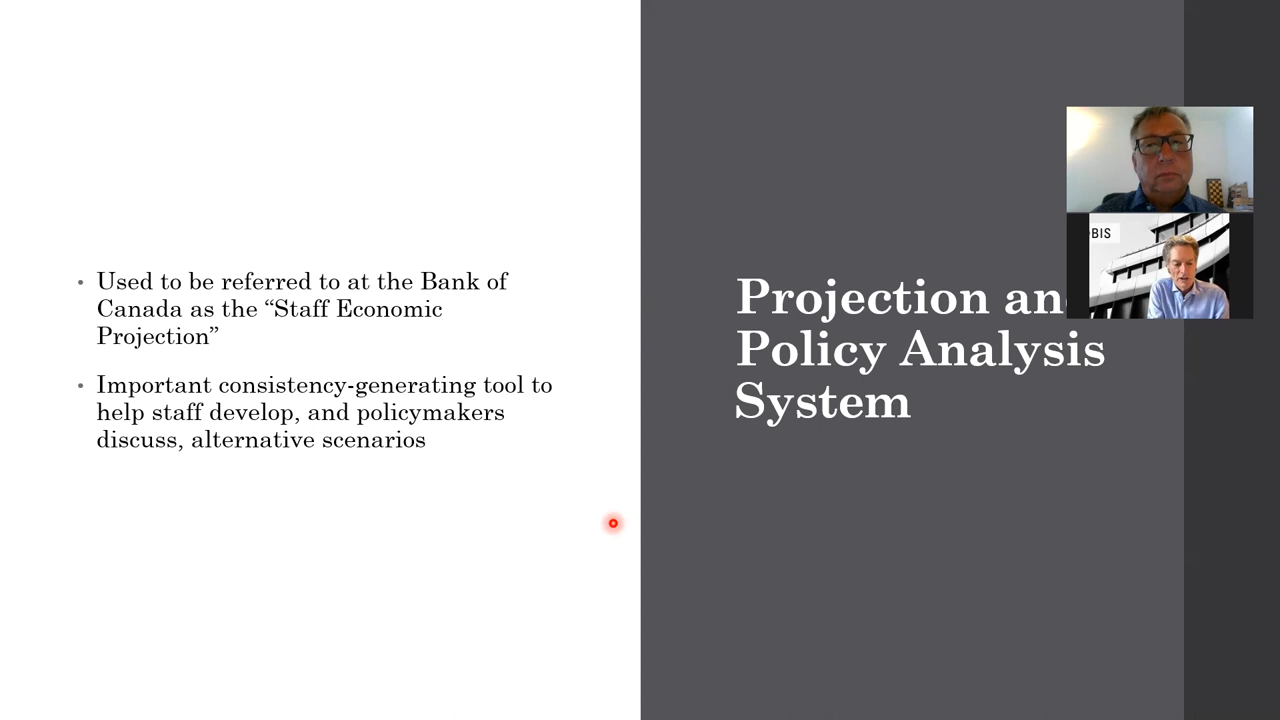 Used to be referred to at the Bank of
Canada as the “Staff Economic
Projection”
Important consistency-generating tool to
help staff develop, and policymakers
discuss, alternative scenarios
Projection an
Policy Analysis
System
BIS